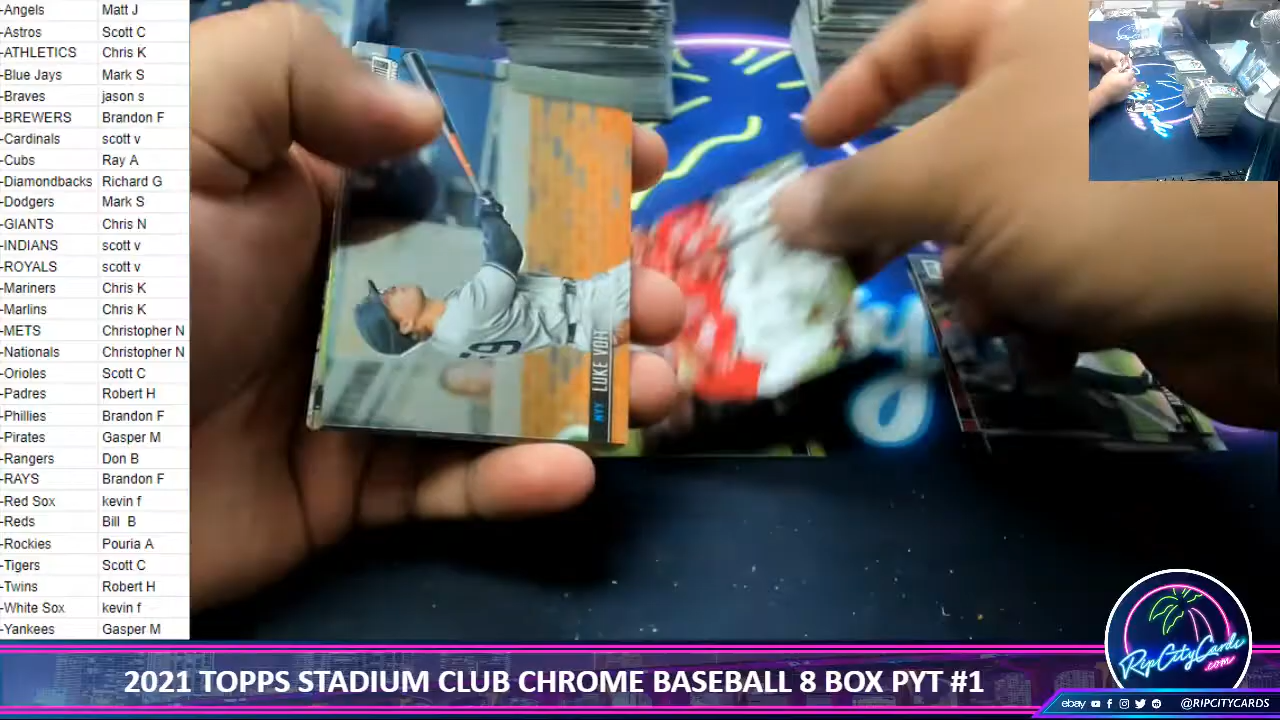 -Angels Matt J
-Astros Scott C
-ATHLETICS Chris K
-Blue Jays Mark S
-Braves jason s
-BREWERS Brandon F
-Cardinals scott v
-Cubs Ray A
-Diamondbacks Richard G
-Dodgers Mark S
-GIANTS Chris N
-INDIANS scott v
-ROYALS scott v
-Mariners Chris K
-Marlins Chris K
-METS Christopher N
-Nationals Christopher N
-Orioles Scott C
-Padres Robert H
-Phillies Brandon F
-Pirates Gasper M
-Rangers Don B
-RAYS Brandon F
-Red Sox kevin f
-Reds Bill B
-Rockies Pouria A
-Tigers Scott C
-Twins Robert H
-White Sox kevin f
-Yankees Gasper M
NYY LUKE VOIT
59
RipCityCards
.com
2021 TOPPS STADIUM CLUB CHROME BASEBALL 8 BOX PYT #1
ebay @RIPCITYCARDS